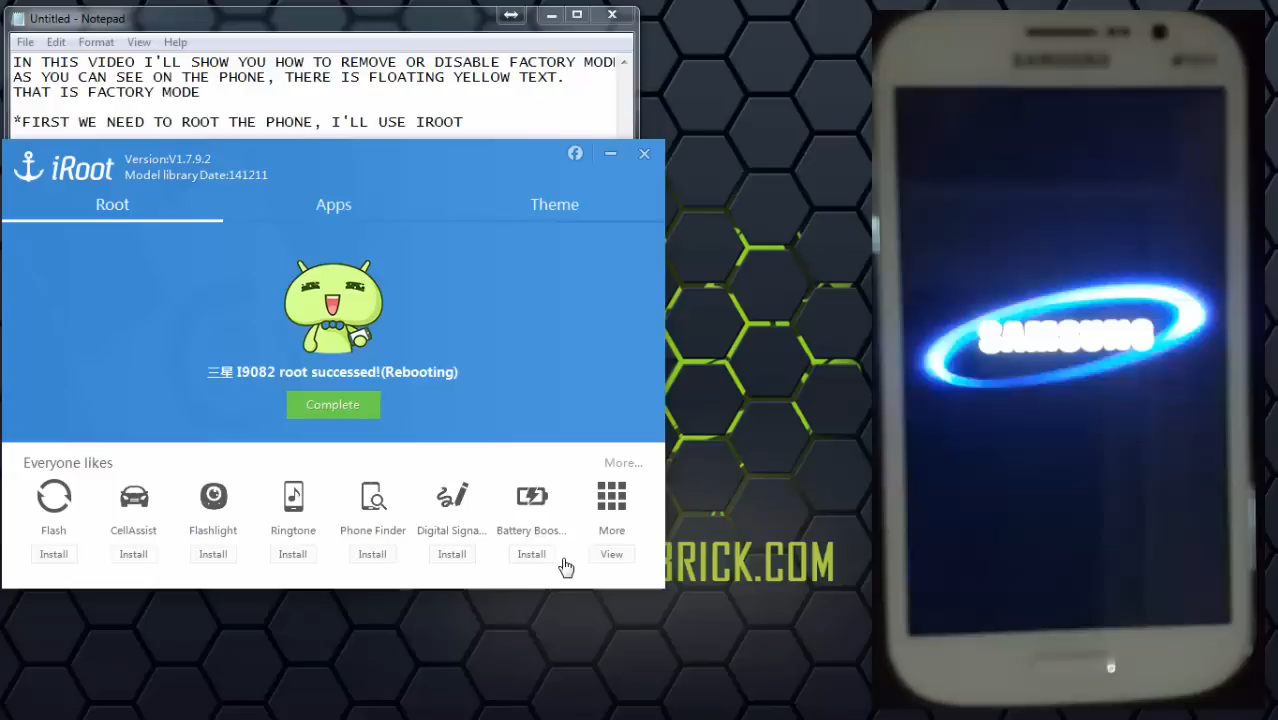 Untitled - Notepad
File Edit Format View Help
IN THIS VIDEO I'LL SHOW YOU HOW TO REMOVE OR DISABLE FACTORY MOD
AS YOU CAN SEE ON THE PHONE, THERE IS FLOATING YELLOW TEXT.
THAT IS FACTORY MODE
*FIRST WE NEED TO ROOT THE PHONE, I'LL USE IROOT
iRoot
Version:V1.7.9.2
Model libraryDate:141211
Root Apps Theme
三星 I9082 root successed!(Rebooting)
Complete
Everyone likes More...
Flash CellAssist Flashlight Ringtone Phone Finder Digital Signa... Battery Boos... More
Install Install Install Install Install Install Install View
BRICK.COM
SAMSUNG
SAMSUNG